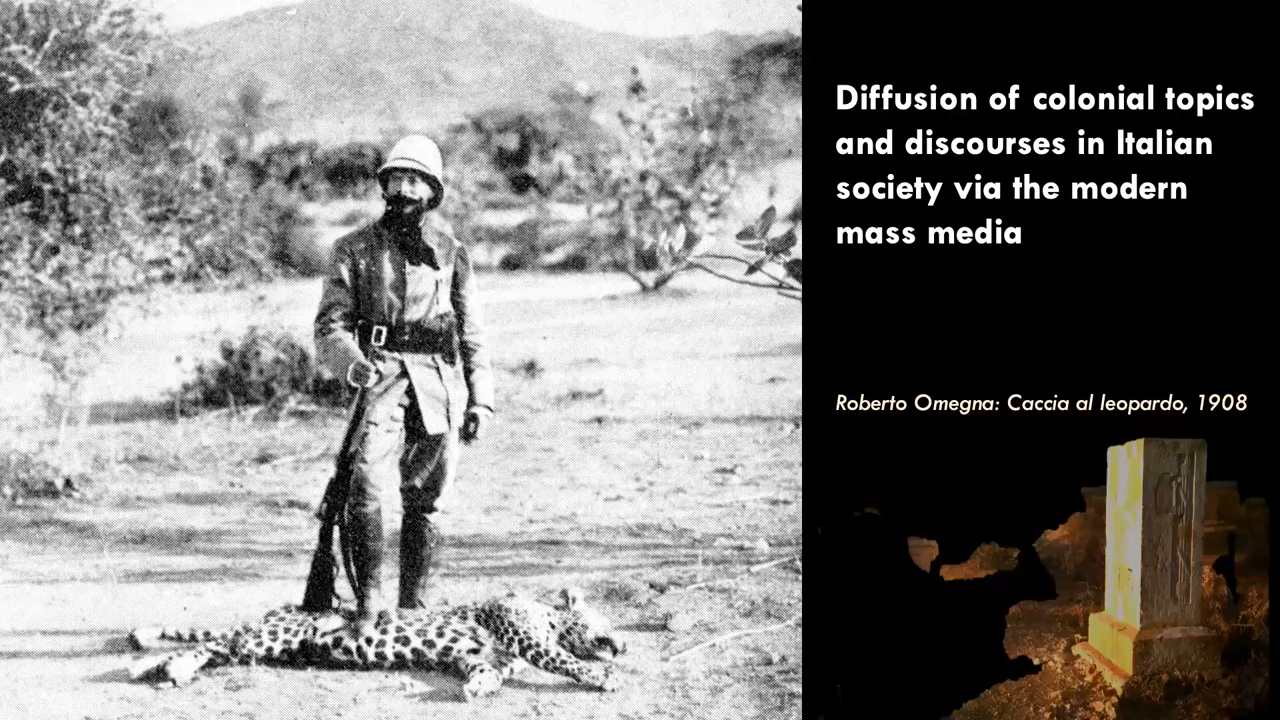 Diffusion of colonial topics
and discourses in Italian
society via the modern
mass media
Roberto Omegna: Caccia al leopardo, 1908